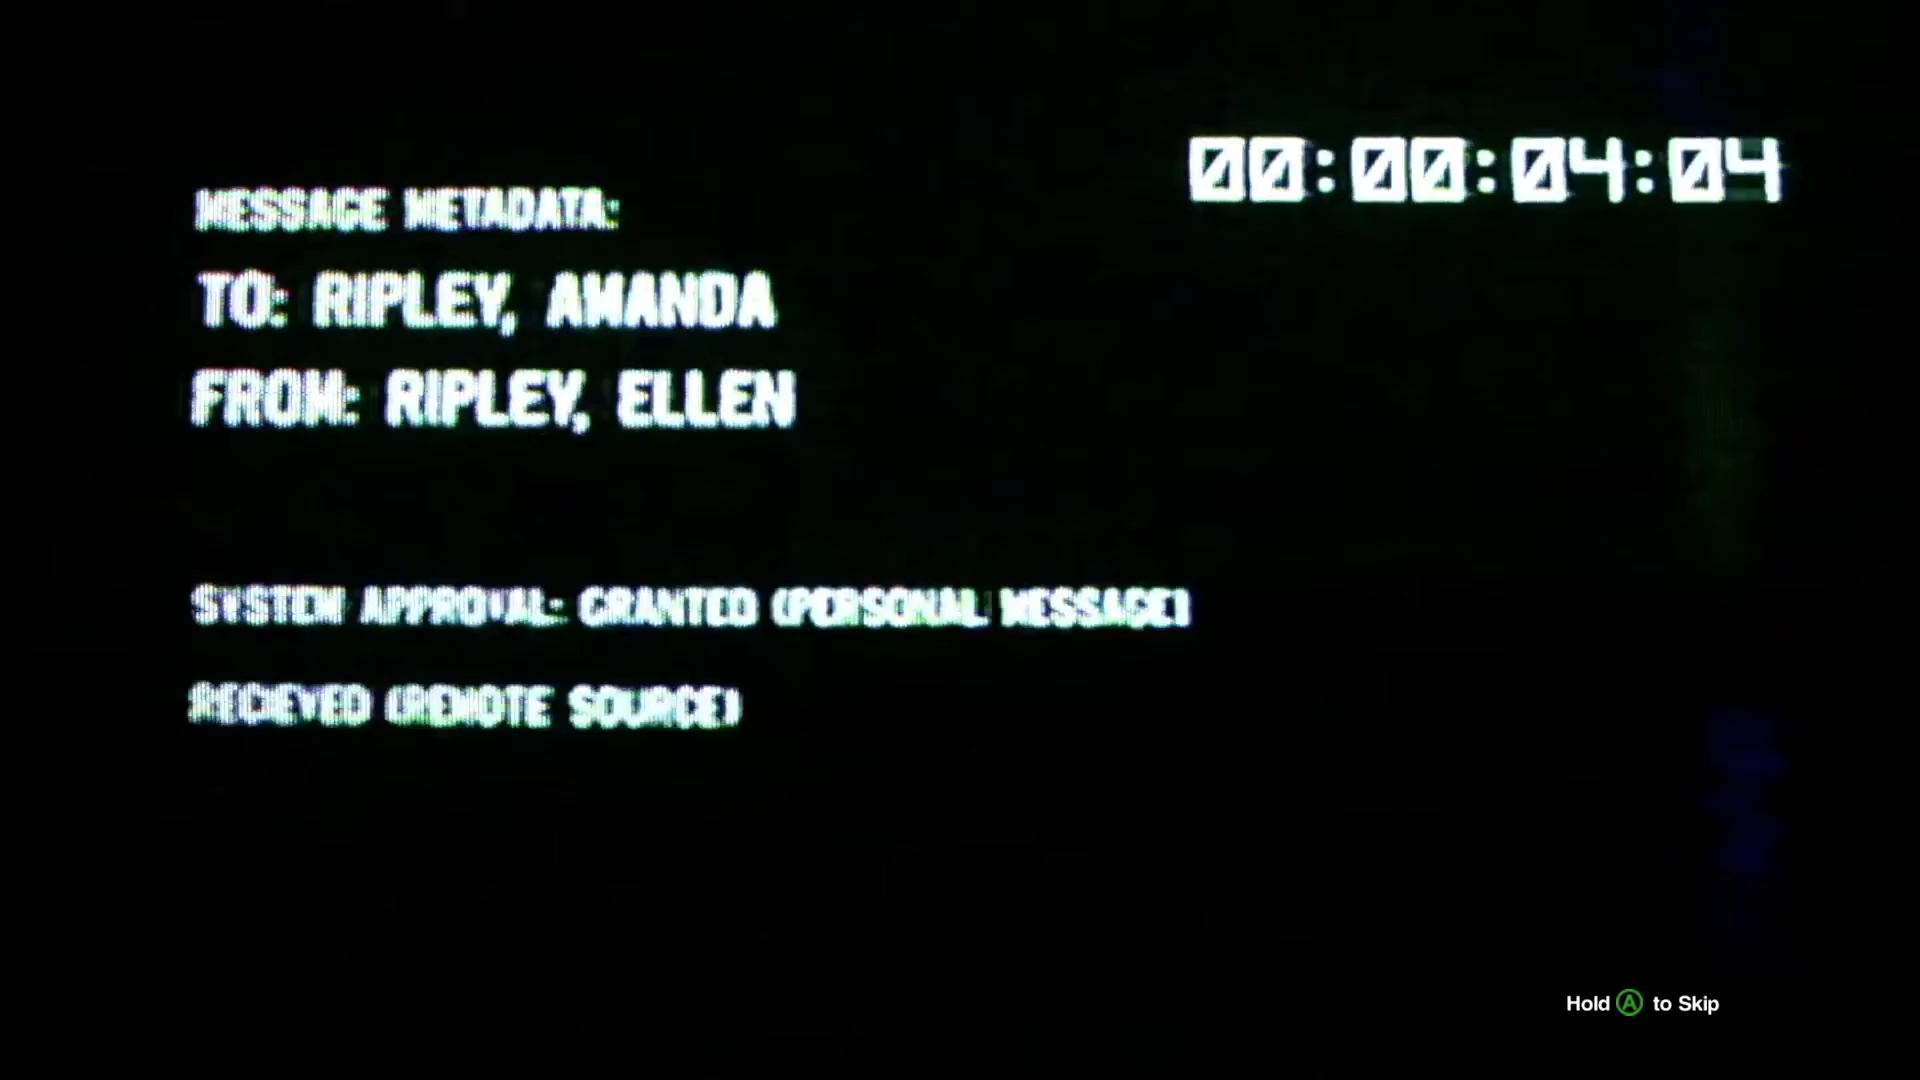 00:00:04:04
MESSAGE METADATA:
TO: RIPLEY, AMANDA
FROM: RIPLEY, ELLEN
SYSTEM APPROVAL: GRANTED (PERSONAL MESSAGE)
RECIEVED (REMOTE SOURCE)
Hold A to Skip